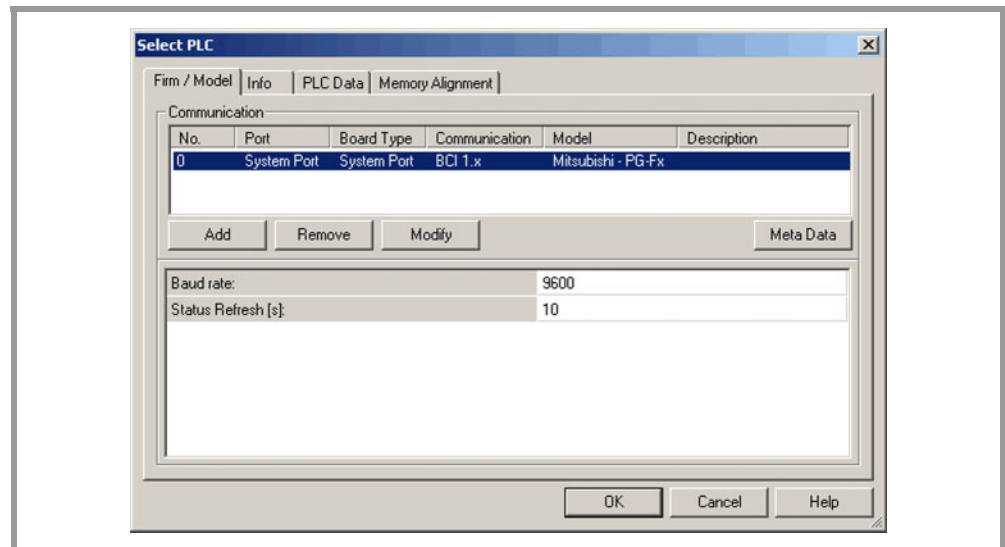 Select PLC
Firm / Model Info PLC Data Memory Alignment
Communication
No. Port Board Type Communication Model Description
0 System Port System Port BCI 1.x Mitsubishi - PG-Fx
Add Remove Modify Meta Data
Baud rate: 9600
Status Refresh [s]: 10
OK Cancel Help